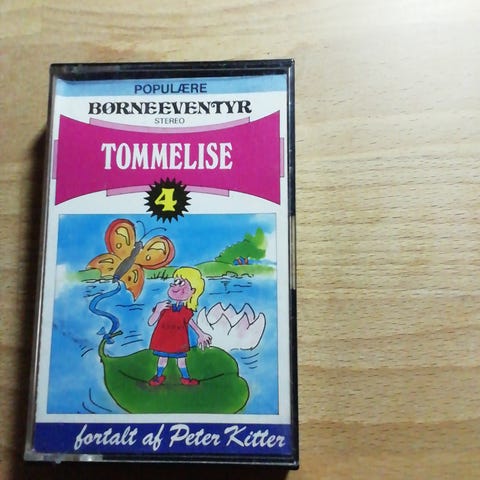 POPULÆRE
BØRNEEVENTYR
STEREO
TOMMELISE
4
fortalt af Peter Kitter